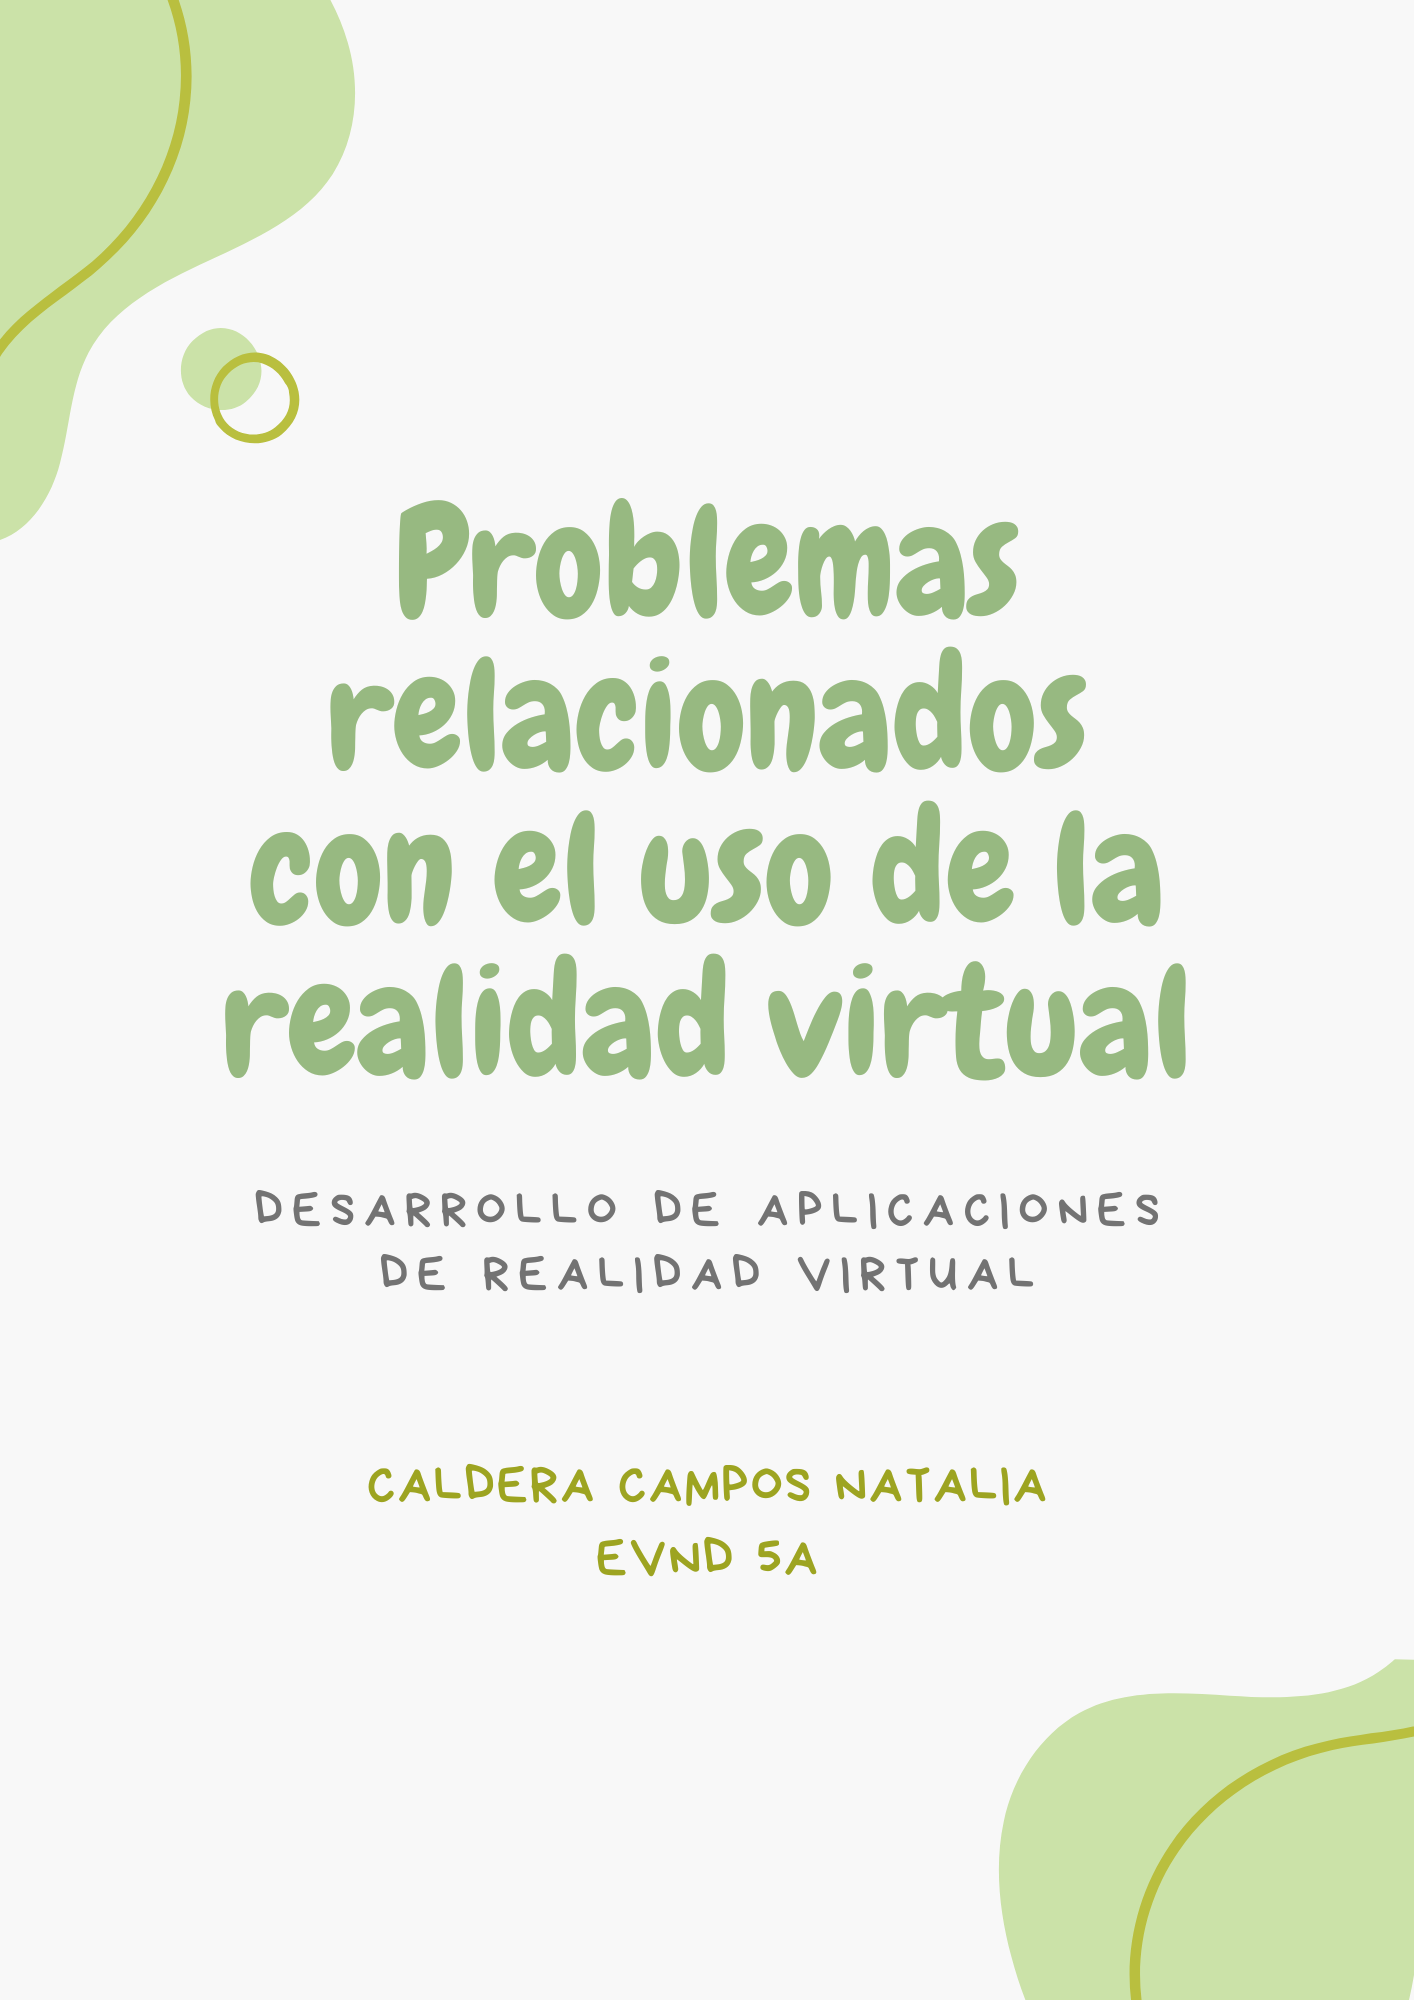 Problemas
relacionados
con el uso de la
realidad virtual
DESARROLLO DE APLICACIONES
DE REALIDAD VIRTUAL
CALDERA CAMPOS NATALIA
EVND 5A